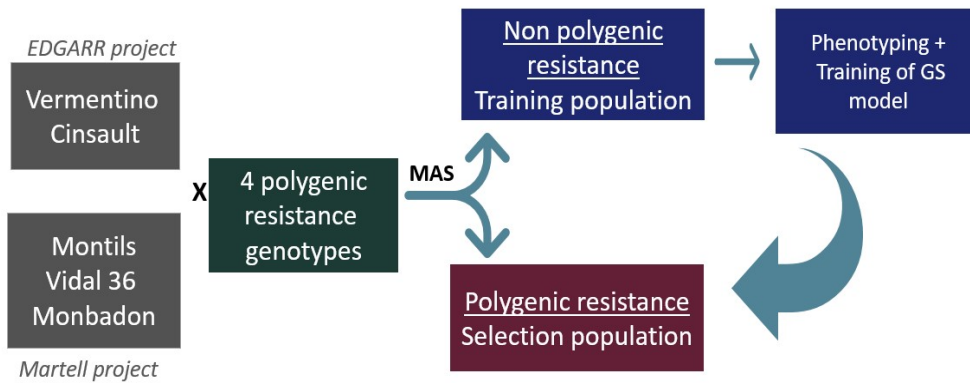 EDGARR project
Vermentino
Cinsault
Montils
Vidal 36
Monbadon
Martell project
X
4 polygenic
resistance
genotypes
MAS
Non polygenic
resistance
Training population
Phenotyping +
Training of GS
model
Polygenic resistance
Selection population